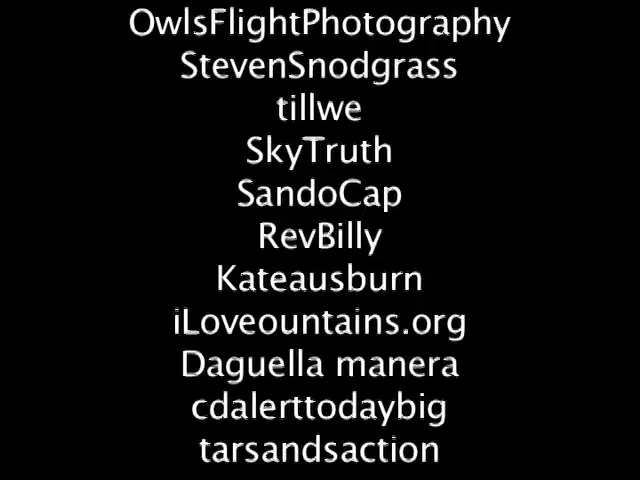 OwlsFlightPhotography
StevenSnodgrass
tillwe
SkyTruth
SandoCap
RevBilly
Kateausburn
iLoveountains.org
Daguella manera
cdalerttodaybig
tarsandsaction